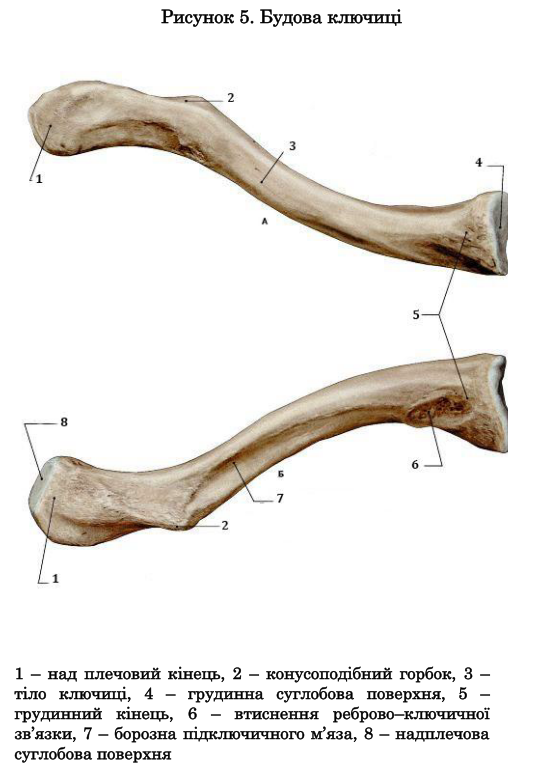 Рисунок 5. Будова ключиці
2
3
4
1
А
5
8
6
Б
7
2
1
1 – над плечовий кінець, 2 – конусоподібний горбок, 3 –
тіло ключиці, 4 – грудинна суглобова поверхня, 5 –
грудинний кінець, 6 – втиснення реброво–ключичної
зв’язки, 7 – борозна підключичного м’яза, 8 – надплечова
суглобова поверхня